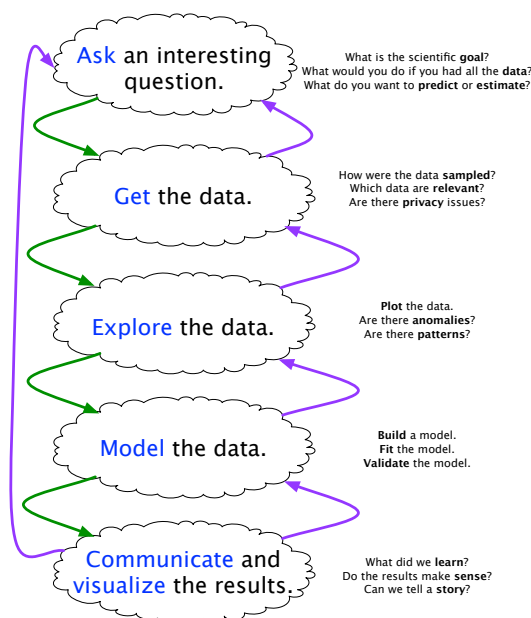 Ask an interesting
question.
What is the scientific goal?
What would you do if you had all the data?
What do you want to predict or estimate?
Get the data.
How were the data sampled?
Which data are relevant?
Are there privacy issues?
Explore the data.
Plot the data.
Are there anomalies?
Are there patterns?
Model the data.
Build a model.
Fit the model.
Validate the model.
Communicate and
visualize the results.
What did we learn?
Do the results make sense?
Can we tell a story?